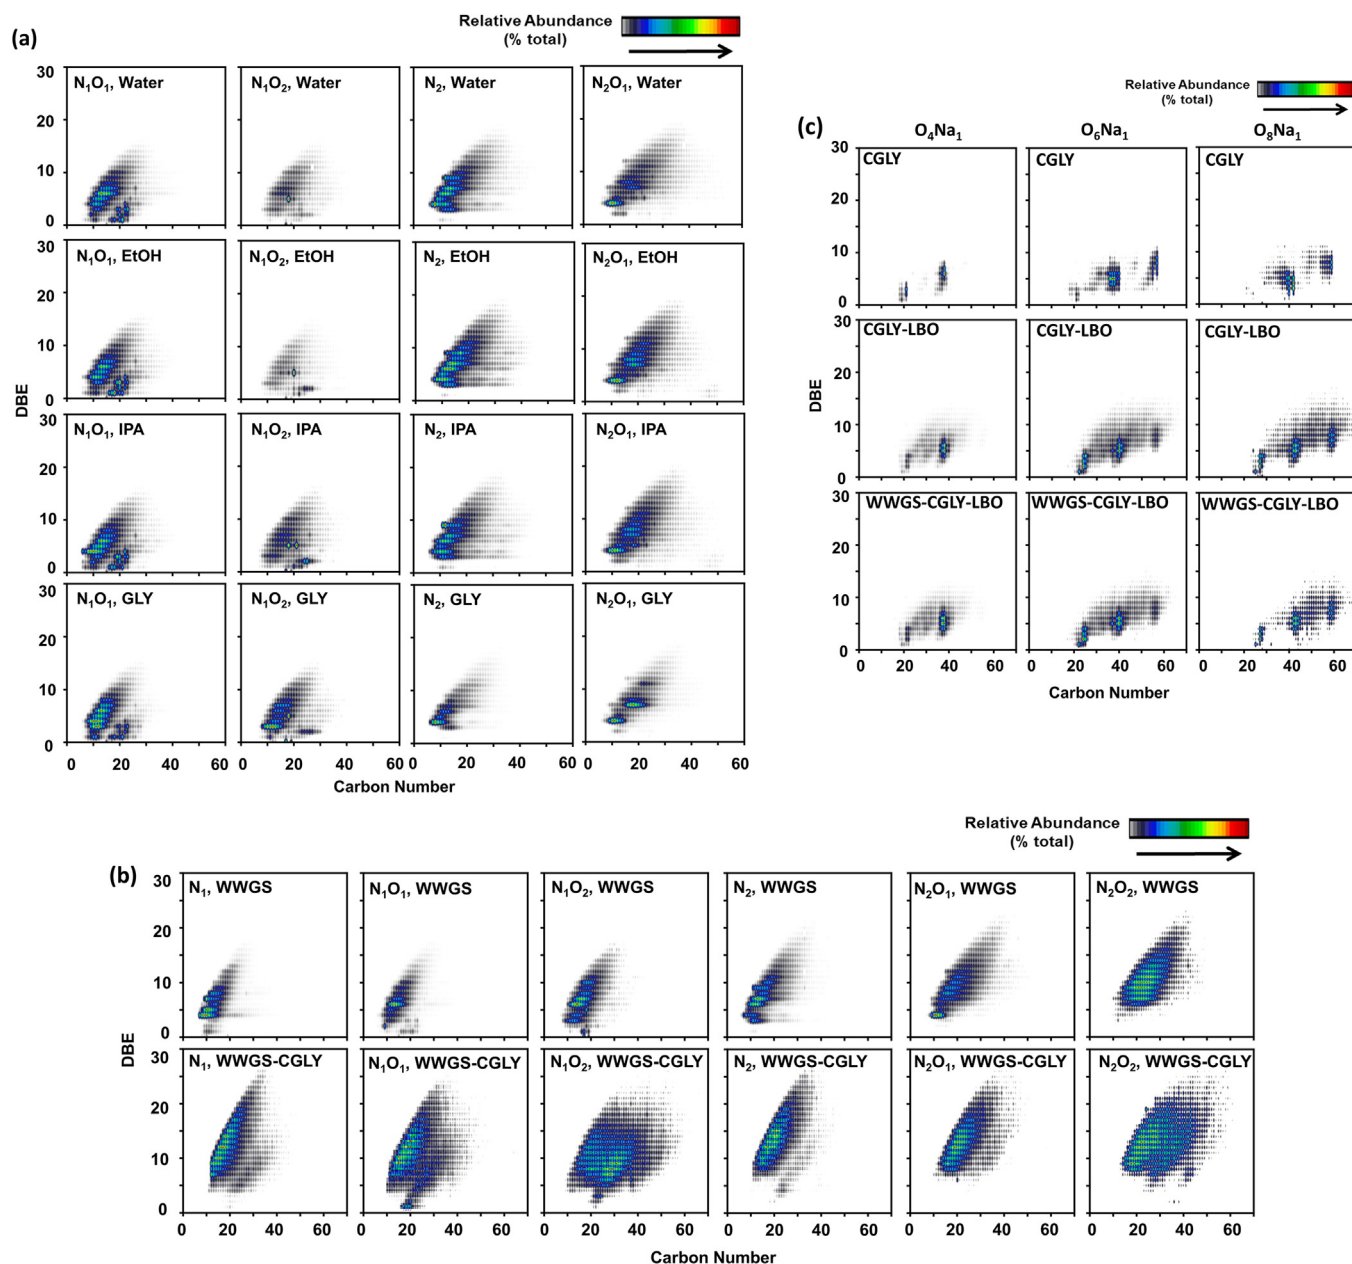 (a)
Relative Abundance
(% total)
N₁O₁, Water
N₁O₂, Water
N₂, Water
N₂O₁, Water
30
20
10
0
N₁O₁, EtOH
N₁O₂, EtOH
N₂, EtOH
N₂O₁, EtOH
30
20
10
0
DBE
N₁O₁, IPA
N₁O₂, IPA
N₂, IPA
N₂O₁, IPA
30
20
10
0
N₁O₁, GLY
N₁O₂, GLY
N₂, GLY
N₂O₁, GLY
30
20
10
0
0 20 40 60
0 20 40 60
0 20 40 60
0 20 40 60
Carbon Number
(c)
Relative Abundance
(% total)
O₄Na₁ O₆Na₁ O₈Na₁
CGLY
CGLY
CGLY
30
20
10
0
CGLY-LBO
CGLY-LBO
CGLY-LBO
30
20
10
0
DBE
WWGS-CGLY-LBO
WWGS-CGLY-LBO
WWGS-CGLY-LBO
30
20
10
0
0 20 40 60
0 20 40 60
0 20 40 60
Carbon Number
(b)
Relative Abundance
(% total)
N₁, WWGS
N₁O₁, WWGS
N₁O₂, WWGS
N₂, WWGS
N₂O₁, WWGS
N₂O₂, WWGS
30
20
10
0
DBE
N₁, WWGS-CGLY
N₁O₁, WWGS-CGLY
N₁O₂, WWGS-CGLY
N₂, WWGS-CGLY
N₂O₁, WWGS-CGLY
N₂O₂, WWGS-CGLY
30
20
10
0
0 20 40 60
0 20 40 60
0 20 40 60
0 20 40 60
0 20 40 60
0 20 40 60
Carbon Number